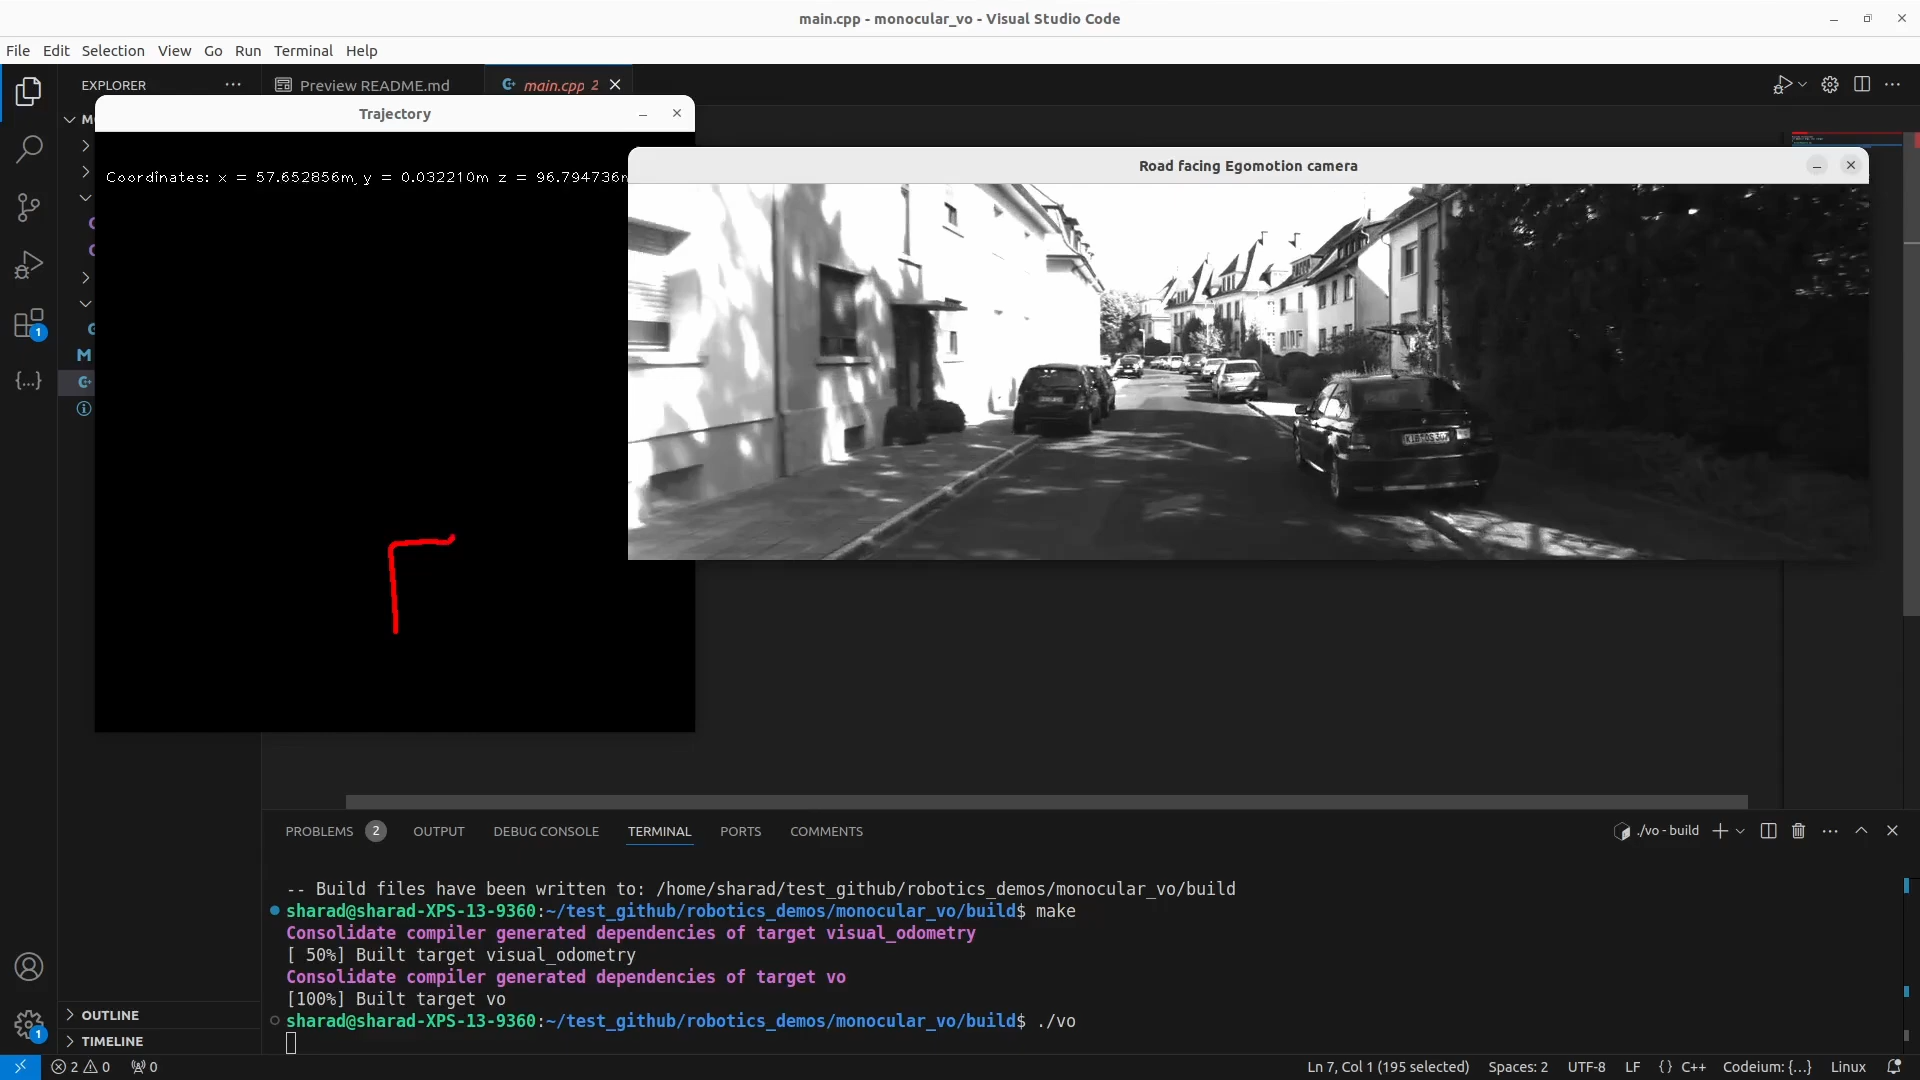 main.cpp - monocular_vo - Visual Studio Code
File Edit Selection View Go Run Terminal Help
EXPLORER
Preview README.md
main.cpp 2
Trajectory
Coordinates: x = 57.652856m, y = 0.032210m z = 96.794736m
Road facing Egomotion camera
1
PROBLEMS 2 OUTPUT DEBUG CONSOLE TERMINAL PORTS COMMENTS
./vo - build
-- Build files have been written to: /home/sharad/test_github/robotics_demos/monocular_vo/build
sharad@sharad-XPS-13-9360:~/test_github/robotics_demos/monocular_vo/build$ make
Consolidate compiler generated dependencies of target visual_odometry
[ 50%] Built target visual_odometry
Consolidate compiler generated dependencies of target vo
[100%] Built target vo
sharad@sharad-XPS-13-9360:~/test_github/robotics_demos/monocular_vo/build$ ./vo
OUTLINE
1
TIMELINE
2 0 0 Ln 7, Col 1 (195 selected) Spaces: 2 UTF-8 LF {} C++ Codeium: {...} Linux